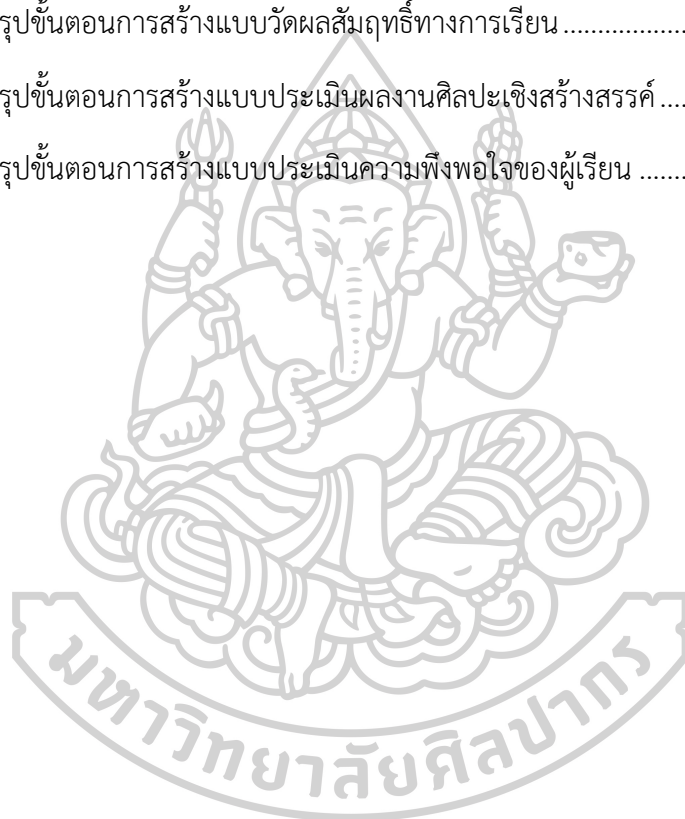 รุปขั้นตอนการสร้างแบบวัดผลสัมฤทธิ์ทางการเรียน ..................
รุปขั้นตอนการสร้างแบบประเมินผลงานศิลปะเชิงสร้างสรรค์ ....
รุปขั้นตอนการสร้างแบบประเมินความพึงพอใจของผู้เรียน .......
มหาวิทยาลัยศิลปากร